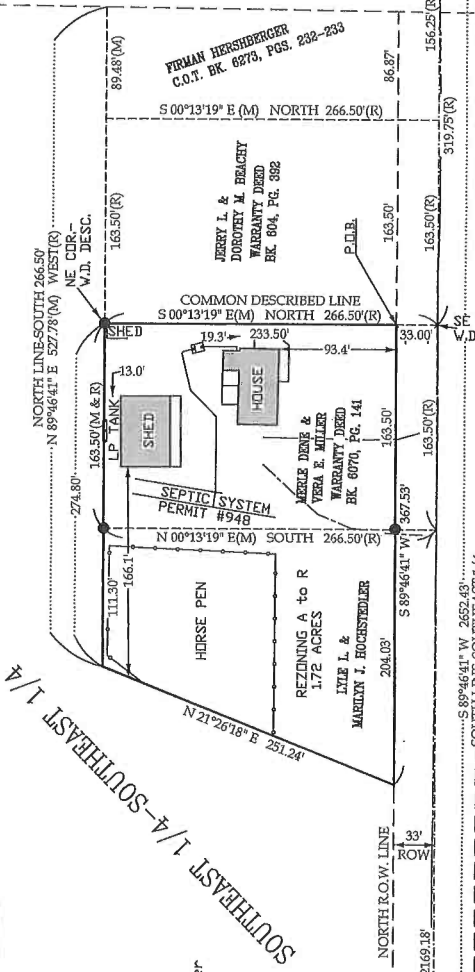 156.25'(R)
FIRMAN HERSHBERGER
C.O.T. BK. 6273, PGS. 232-233
89.48'(M)
86.87'
319.75'(R)
S 00°13'19" E (M) NORTH 266.50'(R)
163.50'(R)
JERRY L. &
DOROTHY M. BEACHY
WARRANTY DEED
BK. 604, PG. 392
163.50'
163.50'(R)
NORTH LINE-SOUTH 266.50'
N 89°46'41" E 527.78'(M) WEST(R)
NE COR.-
W.D. DESC.
P.O.B.
COMMON DESCRIBED LINE
S 00°13'19" E(M) NORTH 266.50'(R)
SHED
33.00'
SE
W.D.
19.3'
233.50'
93.4'
HOUSE
13.0'
LP TANK
SHED
163.50'(M & R)
274.80'
MERLE DENE &
VERA E. MILLER
WARRANTY DEED
BK. 6070, PG. 141
163.50'
163.50'(R)
SEPTIC SYSTEM
PERMIT #948
N 00°13'19" E(M) SOUTH 266.50'(R)
S 89°46'41" W 367.53'
111.30'
166.1'
HORSE PEN
REZONING A to R
1.72 ACRES
LYLE L. &
MARILYN J. HOCHSTEDLER
204.03'
N 21°26'18" E 251.24'
SOUTHEAST 1/4-SOUTHEAST 1/4
S 89°46'41" W 2652.43'
NORTH R.O.W. LINE
33'
ROW
2169.18'